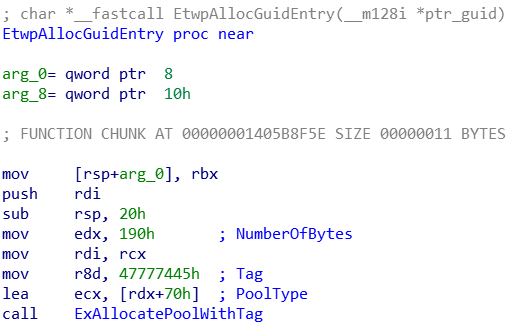 ; char *__fastcall EtwpAllocGuidEntry(__m128i *ptr_guid)
EtwpAllocGuidEntry proc near
arg_0= qword ptr  8
arg_8= qword ptr  10h
; FUNCTION CHUNK AT 00000001405B8F5E SIZE 00000011 BYTES
mov     [rsp+arg_0], rbx
push    rdi
sub     rsp, 20h
mov     edx, 190h       ; NumberOfBytes
mov     rdi, rcx
mov     r8d, 47777445h  ; Tag
lea     ecx, [rdx+70h]  ; PoolType
call    ExAllocatePoolWithTag